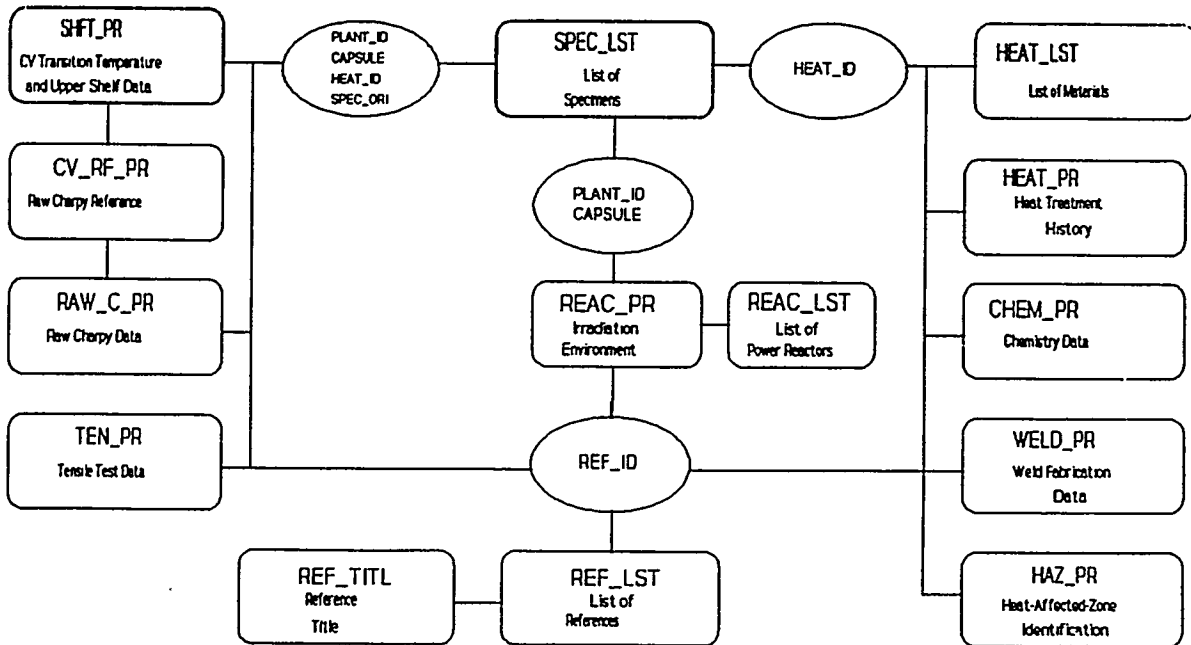 SHFT_PR
CV Transition Temperature
and Upper Shelf Data
PLANT_ID
CAPSULE
HEAT_ID
SPEC_ORI
SPEC_LST
List of
Specimens
HEAT_ID
HEAT_LST
List of Materials
CV_RF_PR
Raw Charpy Reference
PLANT_ID
CAPSULE
HEAT_PR
Heat Treatment
History
RAW_C_PR
Raw Charpy Data
REAC_PR
Irradiation
Environment
REAC_LST
List of
Power Reactors
CHEM_PR
Chemistry Data
TEN_PR
Tensile Test Data
REF_ID
WELD_PR
Weld Fabrication
Data
REF_TITL
Reference
Title
REF_LST
List of
References
HAZ_PR
Heat-Affected-Zone
Identification